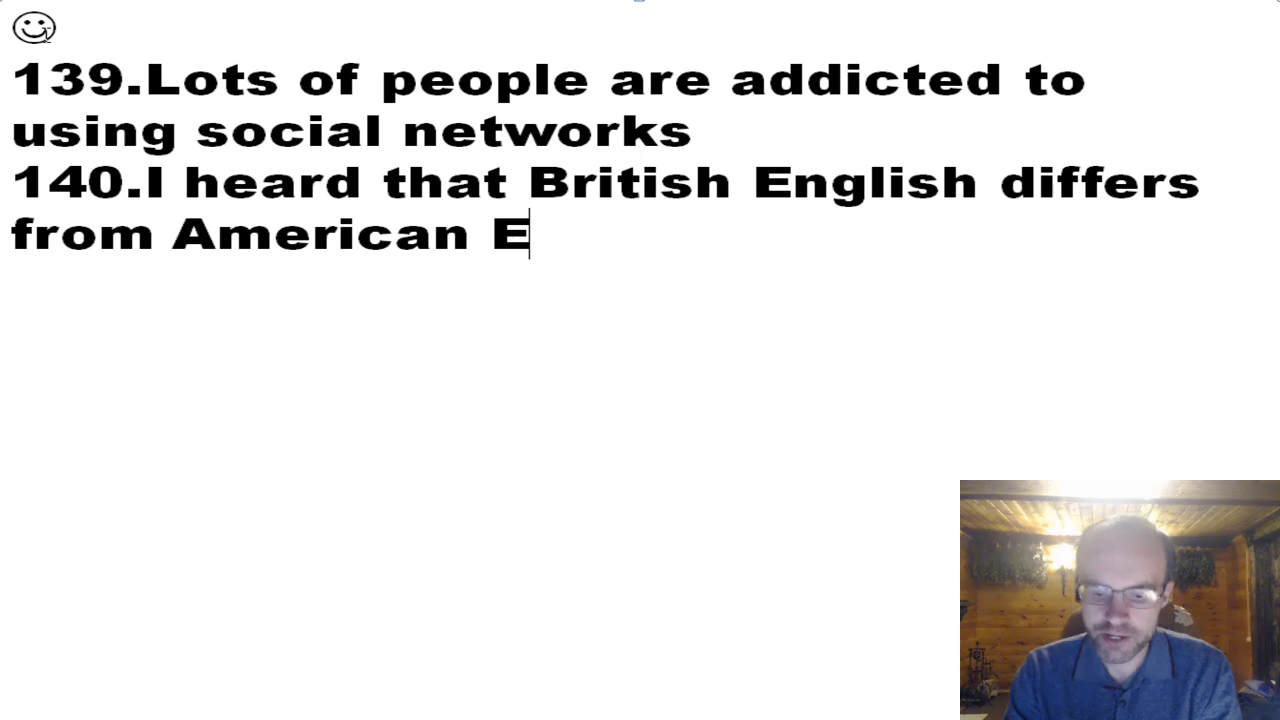 139.Lots of people are addicted to
using social networks
140.I heard that British English differs
from American E